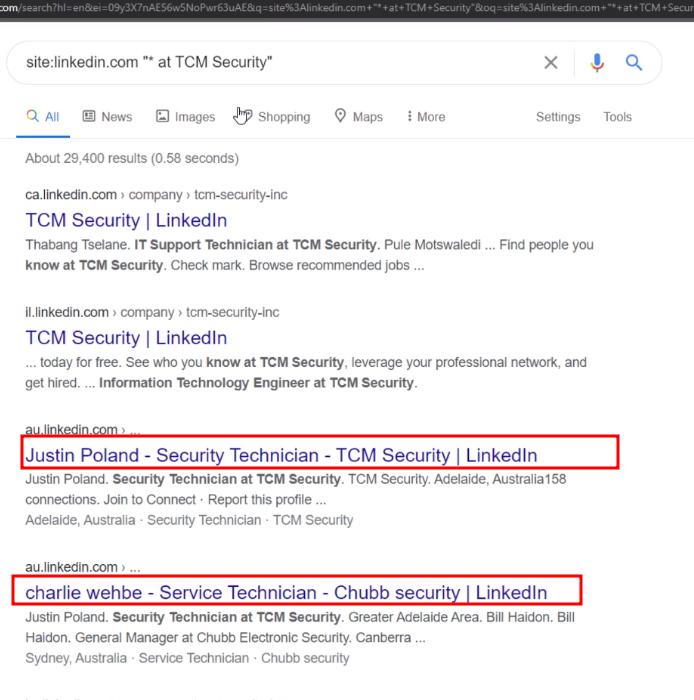 com/search?hl=en&ei=09y3X7nAE56w5NoPwr63uAE&q=site%3Alinkedin.com+"*+at+TCM+Security"&oq=site%3Alinkedin.com+"*+at+TCM+Secur
site:linkedin.com "* at TCM Security"
All News Images Shopping Maps More Settings Tools
About 29,400 results (0.58 seconds)
ca.linkedin.com › company › tcm-security-inc
TCM Security | LinkedIn
Thabang Tselane. IT Support Technician at TCM Security. Pule Motswaledi ... Find people you
know at TCM Security. Check mark. Browse recommended jobs ...
il.linkedin.com › company › tcm-security-inc
TCM Security | LinkedIn
... today for free. See who you know at TCM Security, leverage your professional network, and
get hired. ... Information Technology Engineer at TCM Security.
au.linkedin.com › ...
Justin Poland - Security Technician - TCM Security | LinkedIn
Justin Poland. Security Technician at TCM Security. TCM Security. Adelaide, Australia158
connections. Join to Connect · Report this profile ...
Adelaide, Australia · Security Technician · TCM Security
au.linkedin.com › ...
charlie wehbe - Service Technician - Chubb security | LinkedIn
Justin Poland. Security Technician at TCM Security. Greater Adelaide Area. Bill Haidon. Bill
Haidon. General Manager at Chubb Electronic Security. Canberra ...
Sydney, Australia · Service Technician · Chubb security